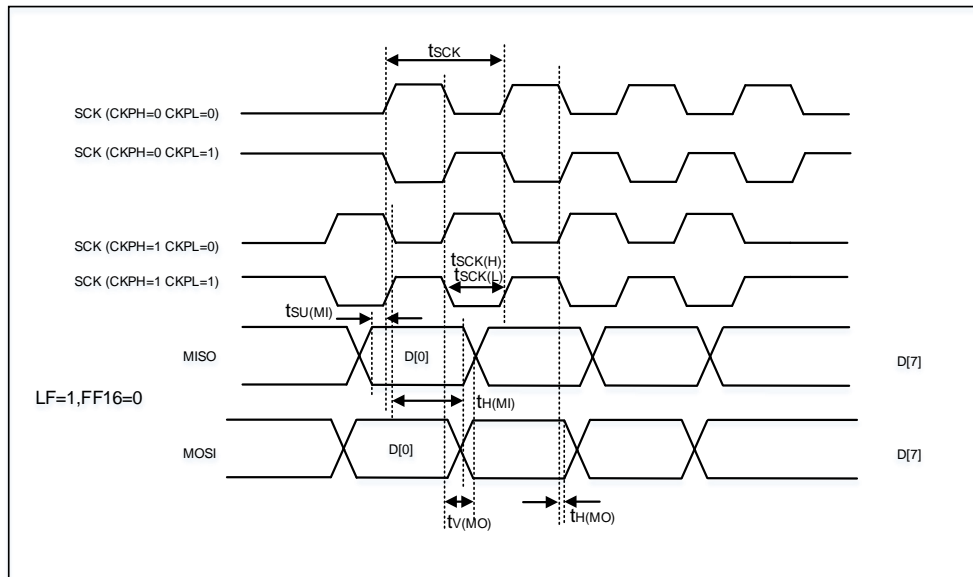 tSCK
SCK (CKPH=0 CKPL=0)
SCK (CKPH=0 CKPL=1)
SCK (CKPH=1 CKPL=0)
tSCK(H)
tSCK(L)
SCK (CKPH=1 CKPL=1)
tSU(MI)
MISO
D[0]
D[7]
LF=1,FF16=0
tH(MI)
MOSI
D[0]
D[7]
tV(MO)
tH(MO)